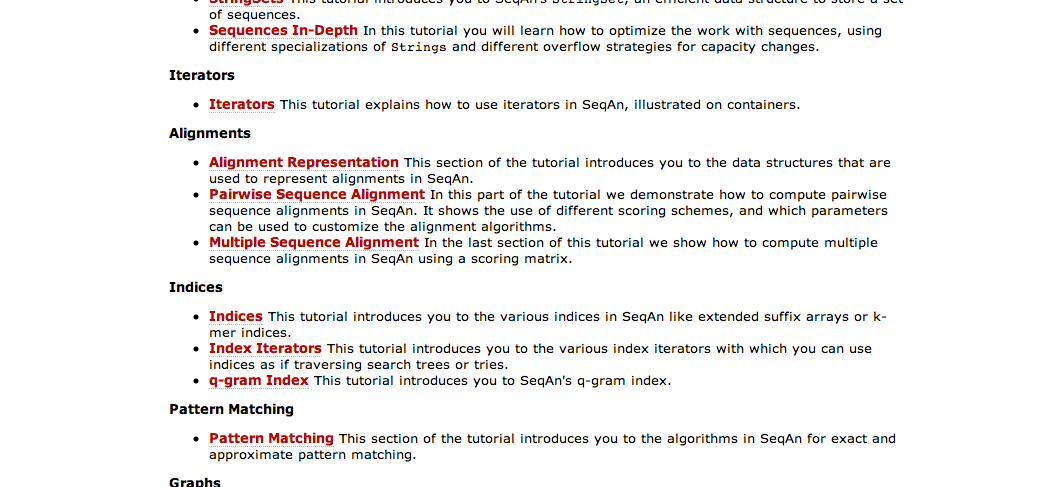 StringSets This tutorial introduces you to SeqAn's StringSet, an efficient data structure to store a set
of sequences.
Sequences In-Depth In this tutorial you will learn how to optimize the work with sequences, using
different specializations of Strings and different overflow strategies for capacity changes.
Iterators
Iterators This tutorial explains how to use iterators in SeqAn, illustrated on containers.
Alignments
Alignment Representation This section of the tutorial introduces you to the data structures that are
used to represent alignments in SeqAn.
Pairwise Sequence Alignment In this part of the tutorial we demonstrate how to compute pairwise
sequence alignments in SeqAn. It shows the use of different scoring schemes, and which parameters
can be used to customize the alignment algorithms.
Multiple Sequence Alignment In the last section of this tutorial we show how to compute multiple
sequence alignments in SeqAn using a scoring matrix.
Indices
Indices This tutorial introduces you to the various indices in SeqAn like extended suffix arrays or k-
mer indices.
Index Iterators This tutorial introduces you to the various index iterators with which you can use
indices as if traversing search trees or tries.
q-gram Index This tutorial introduces you to SeqAn's q-gram index.
Pattern Matching
Pattern Matching This section of the tutorial introduces you to the algorithms in SeqAn for exact and
approximate pattern matching.
Graphs